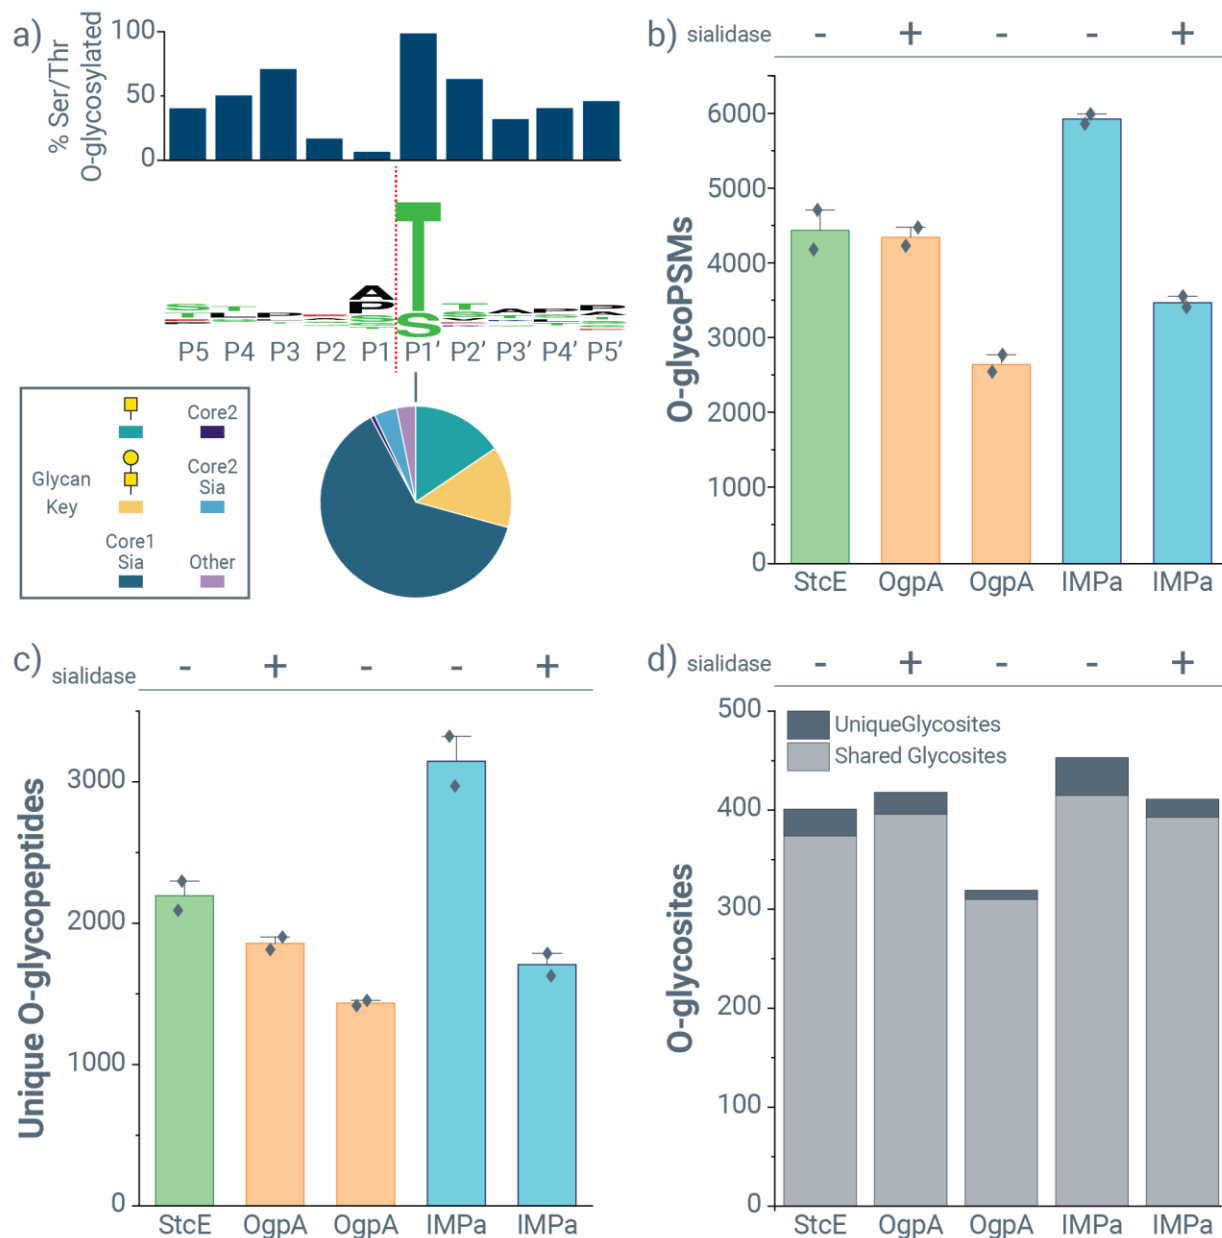 a)
% Ser/Thr
O-glycosylated
100
50
0
A
P
T
S
P5 P4 P3 P2 P1 P1' P2' P3' P4' P5'
Glycan
Key
Core2
Core2
Sia
Core1
Sia
Other
b)
sialidase - + - - +
O-glycoPSMs
6000
5000
4000
3000
2000
1000
0
StcE OgpA OgpA IMPa IMPa
c)
sialidase - + - - +
Unique O-glycopeptides
3000
2000
1000
0
StcE OgpA OgpA IMPa IMPa
d)
sialidase - + - - +
O-glycosites
500
400
300
200
100
0
UniqueGlycosites
Shared Glycosites
StcE OgpA OgpA IMPa IMPa